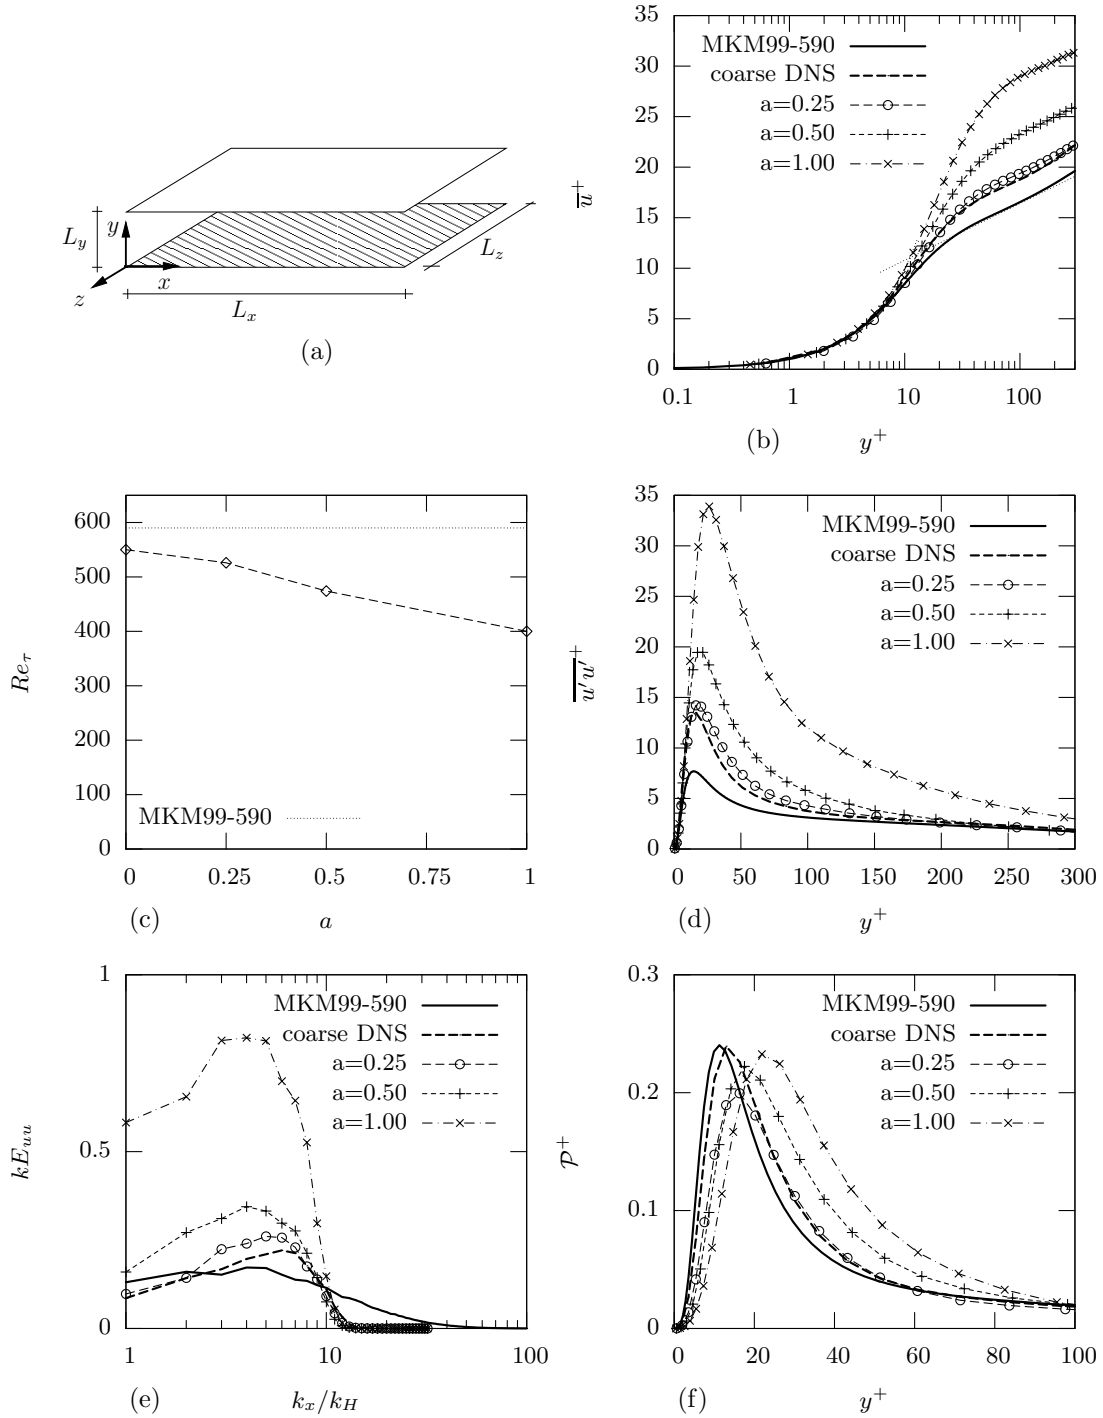 L_y
y
z
x
L_x
L_z
(a)
35
30
25
20
15
10
5
0
MKM99-590
coarse DNS
a=0.25
a=0.50
a=1.00
u̅⁺
0.1 1 10 100
(b) y⁺
600
500
400
300
200
100
0
Re_τ
MKM99-590
0 0.25 0.5 0.75 1
(c) a
35
30
25
20
15
10
5
0
MKM99-590
coarse DNS
a=0.25
a=0.50
a=1.00
u′u′⁺
0 50 100 150 200 250 300
(d) y⁺
1
0.5
0
MKM99-590
coarse DNS
a=0.25
a=0.50
a=1.00
kE_uu
1 10 100
(e) k_x/k_H
0.3
0.2
0.1
0
MKM99-590
coarse DNS
a=0.25
a=0.50
a=1.00
𝒫⁺
0 20 40 60 80 100
(f) y⁺